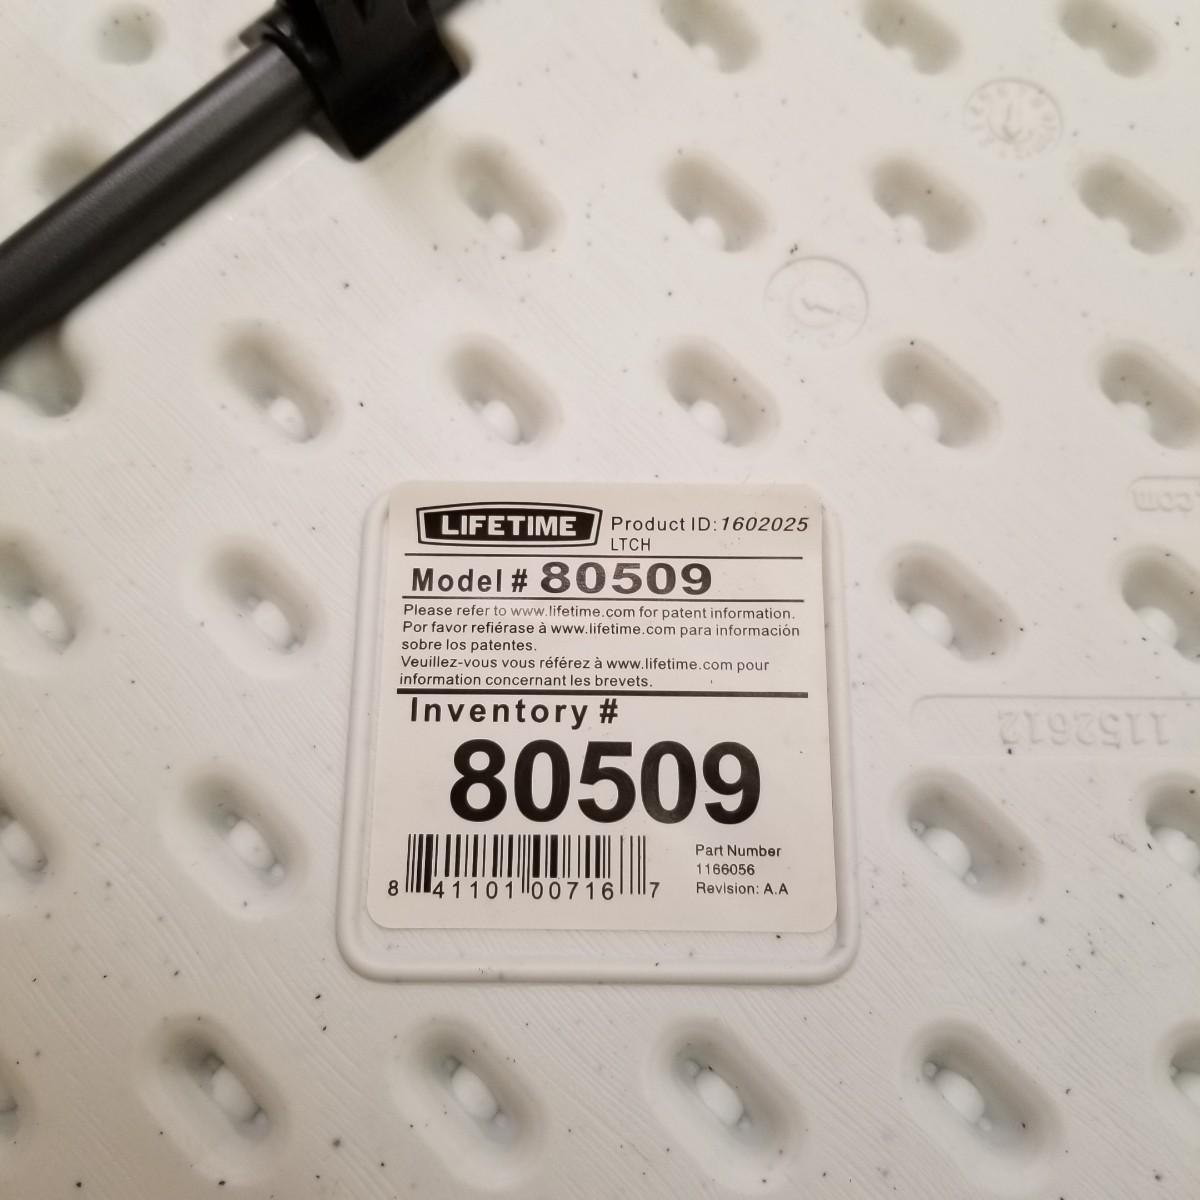 LIFETIME
Product ID: 1602025
LTCH
Model # 80509
Please refer to www.lifetime.com for patent information.
Por favor refiérase à www.lifetime.com para información
sobre los patentes.
Veuillez-vous vous référez à www.lifetime.com pour
information concernant les brevets.
Inventory #
80509
8 41101 00716 7
Part Number
1166056
Revision: A.A
.com
1152612